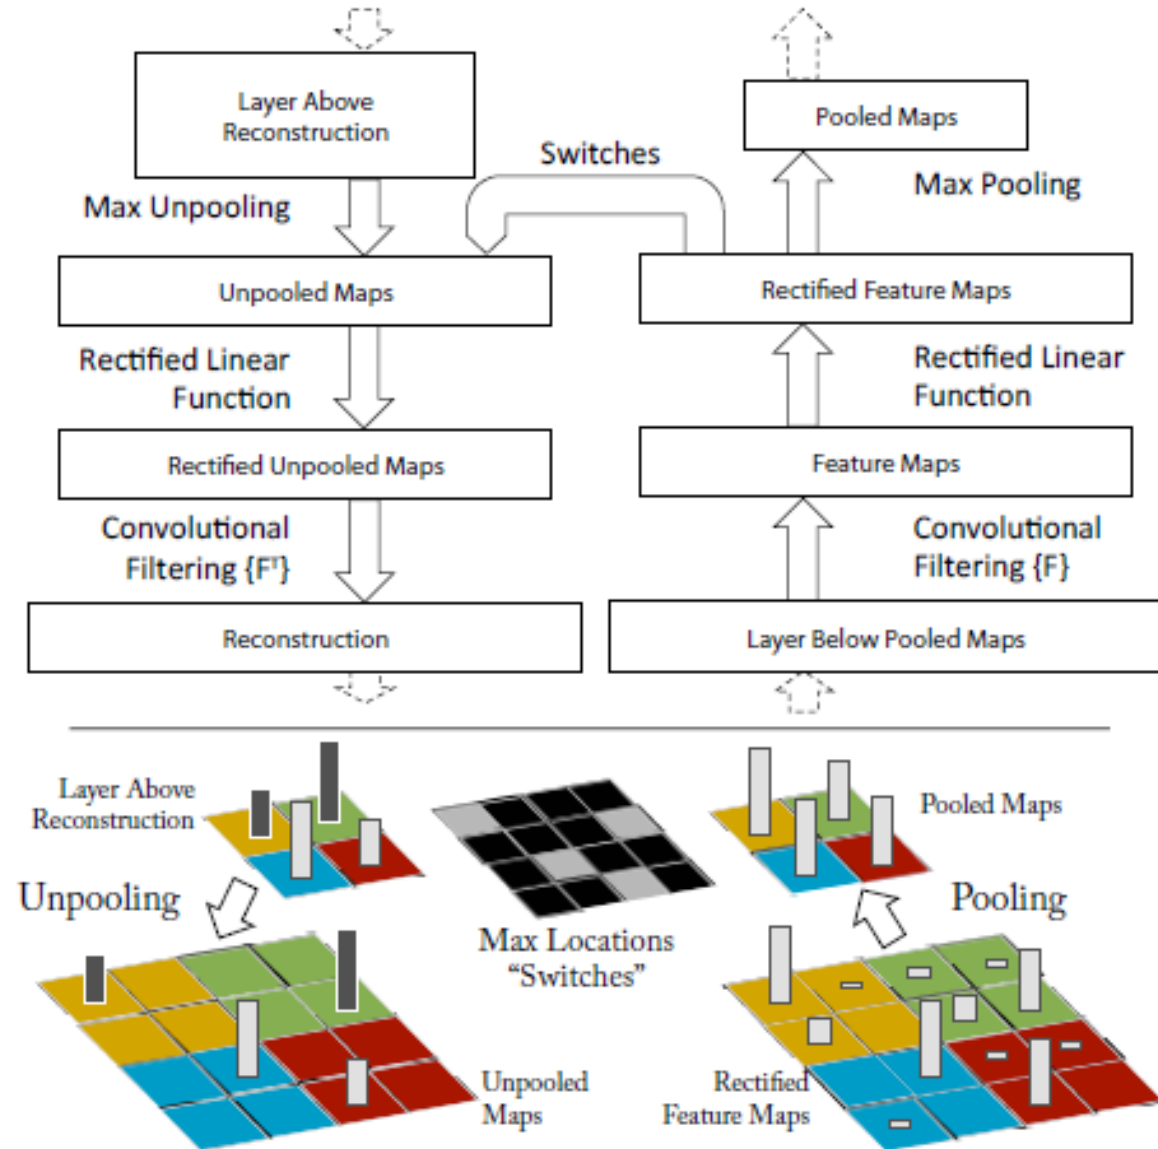 Layer Above
Reconstruction
Pooled Maps
Switches
Max Unpooling
Max Pooling
Unpooled Maps
Rectified Feature Maps
Rectified Linear
Function
Rectified Linear
Function
Rectified Unpooled Maps
Feature Maps
Convolutional
Filtering {Fᵀ}
Convolutional
Filtering {F}
Reconstruction
Layer Below Pooled Maps
Layer Above
Reconstruction
Pooled Maps
Unpooling
Max Locations
“Switches”
Pooling
Unpooled
Maps
Rectified
Feature Maps